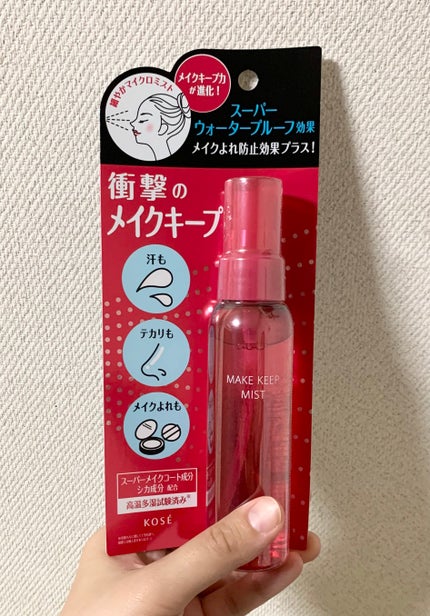 細やかマイクロミスト
メイクキープ力
が進化！
スーパー
ウォータープルーフ効果
メイクよれ防止効果プラス！
衝撃の
メイクキープ
汗も
テカリも
メイクよれも
MAKE KEEP
MIST
スーパーメイクコート成分
シカ成分 配合
高温多湿試験済み※
KOSÉ